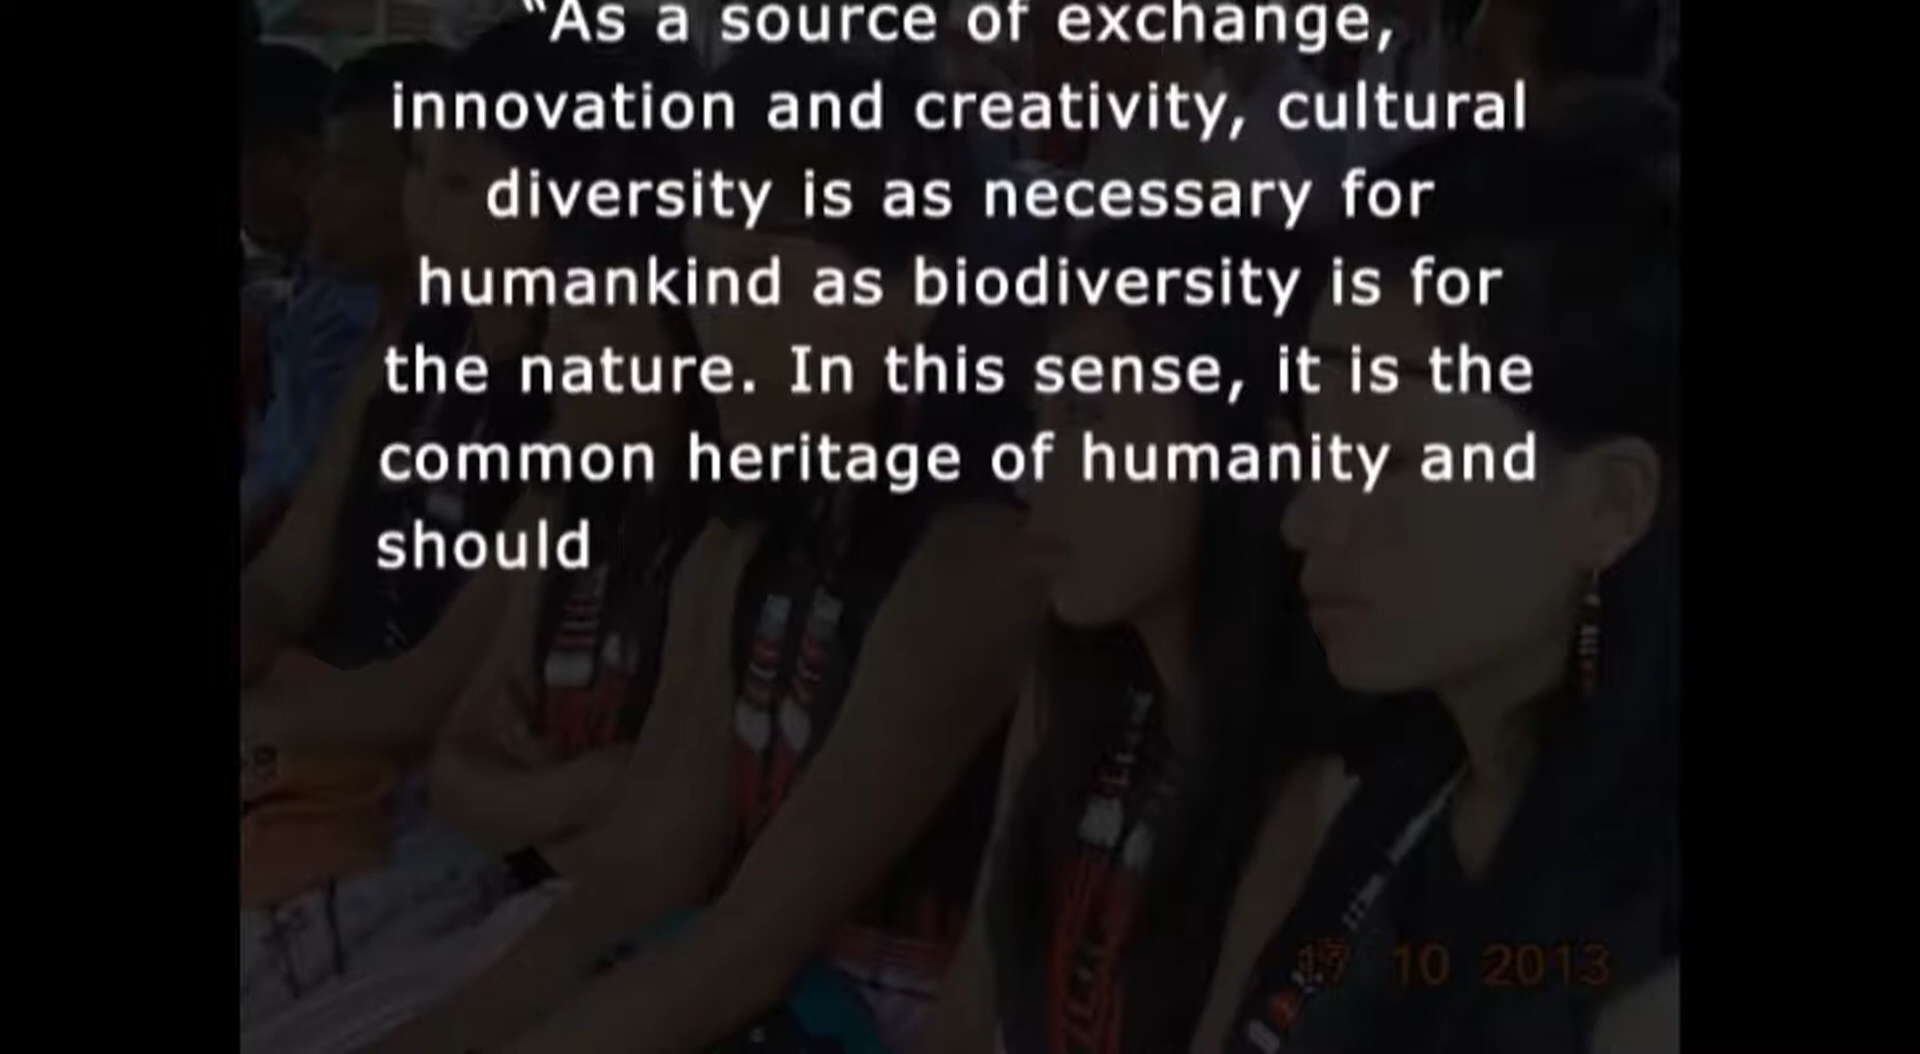 “As a source of exchange,
innovation and creativity, cultural
diversity is as necessary for
humankind as biodiversity is for
the nature. In this sense, it is the
common heritage of humanity and
should
17 10 2013